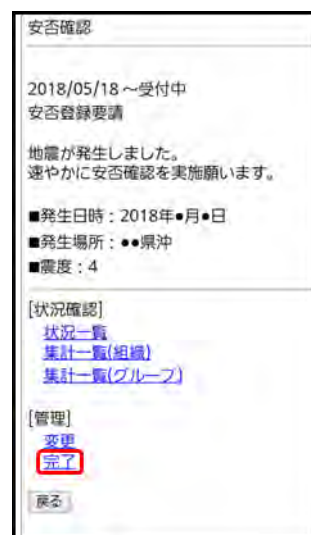 安否確認
2018/05/18～受付中
安否登録要請
地震が発生しました。
速やかに安否確認を実施願います。
■発生日時：2018年●月●日
■発生場所：●●県沖
■震度：4
[状況確認]
状況一覧
集計一覧(組織)
集計一覧(グループ)
[管理]
変更
完了
戻る